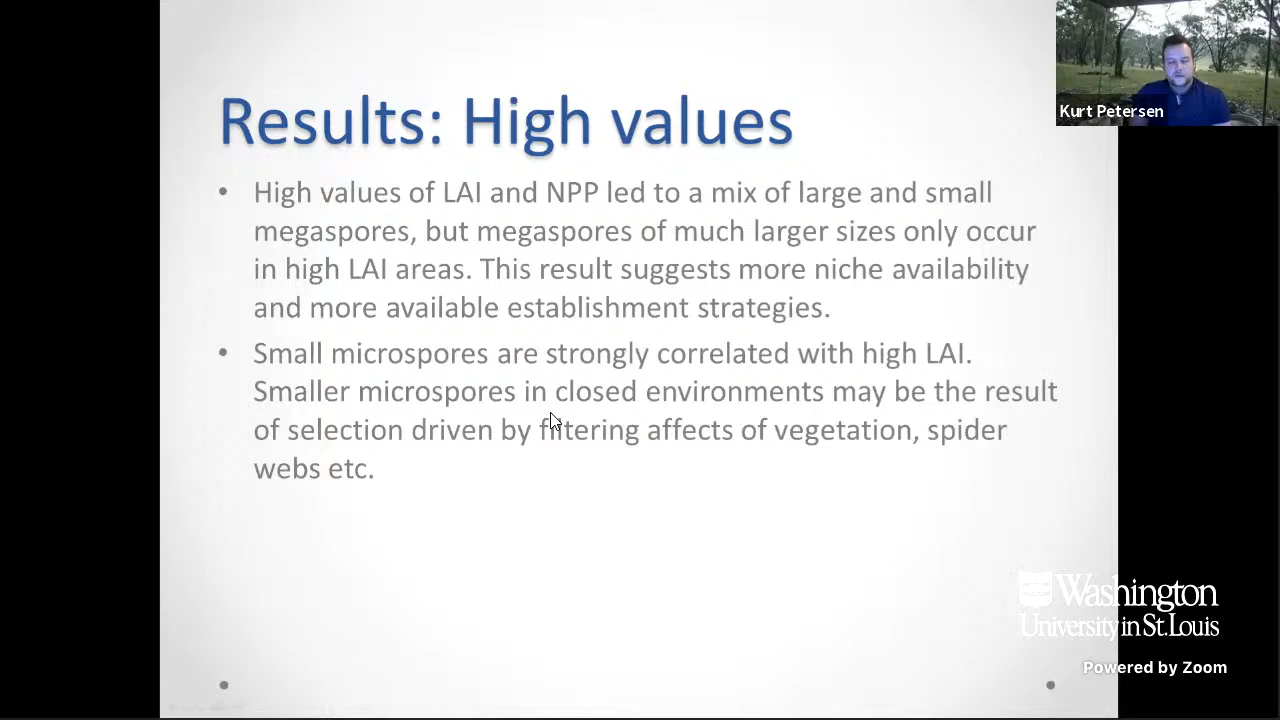 Results: High values
• High values of LAI and NPP led to a mix of large and small
megaspores, but megaspores of much larger sizes only occur
in high LAI areas. This result suggests more niche availability
and more available establishment strategies.
• Small microspores are strongly correlated with high LAI.
Smaller microspores in closed environments may be the result
of selection driven by filtering affects of vegetation, spider
webs etc.
Kurt Petersen
Washington
University in St. Louis
Powered by Zoom